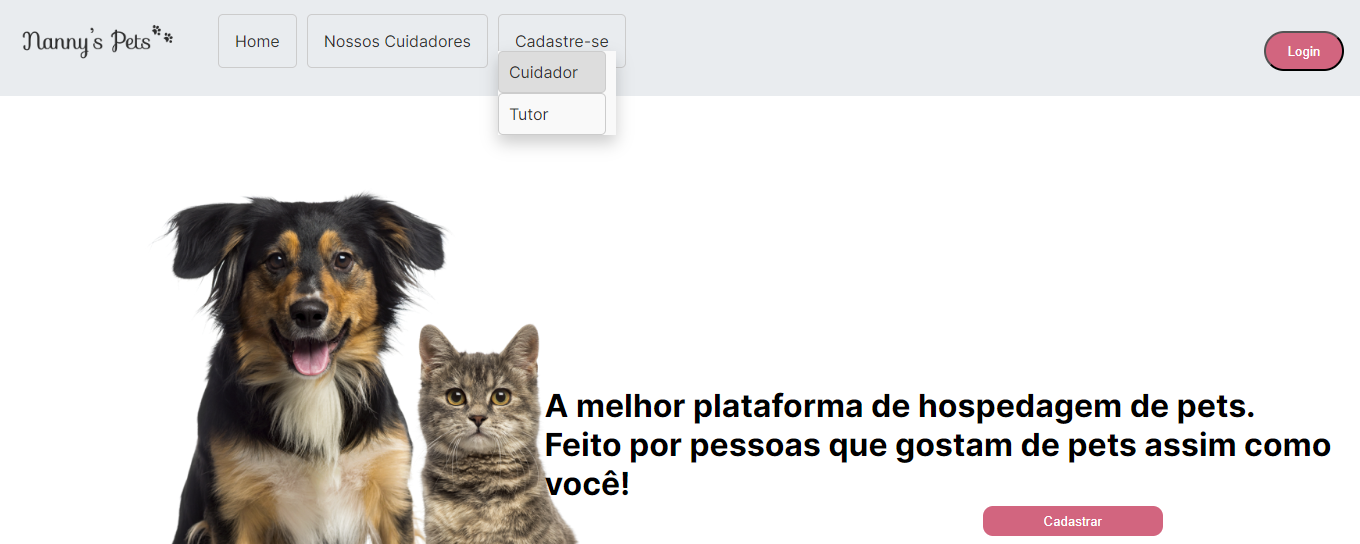 Nanny's Pets
Home
Nossos Cuidadores
Cadastre-se
Login
Cuidador
Tutor
A melhor plataforma de hospedagem de pets.
Feito por pessoas que gostam de pets assim como
você!
Cadastrar